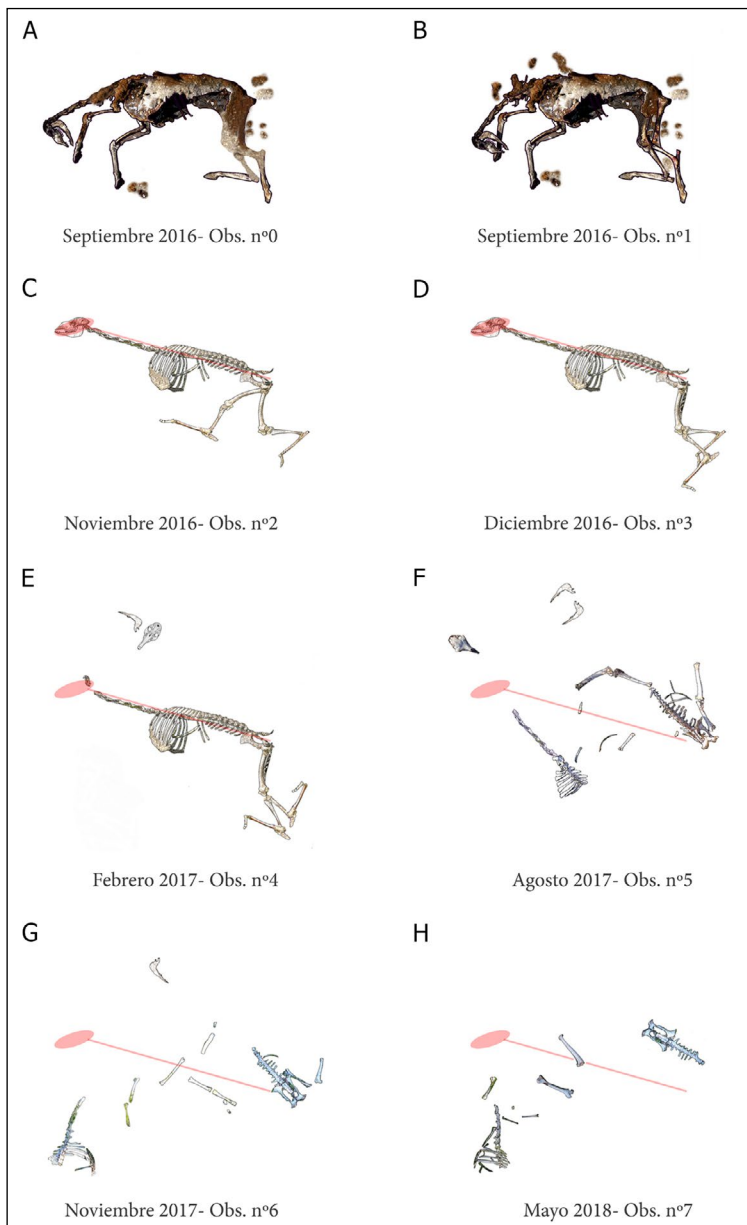 A
B
Septiembre 2016- Obs. nº0
Septiembre 2016- Obs. nº1
C
D
Noviembre 2016- Obs. nº2
Diciembre 2016- Obs. nº3
E
F
Febrero 2017- Obs. nº4
Agosto 2017- Obs. nº5
G
H
Noviembre 2017- Obs. nº6
Mayo 2018- Obs. nº7